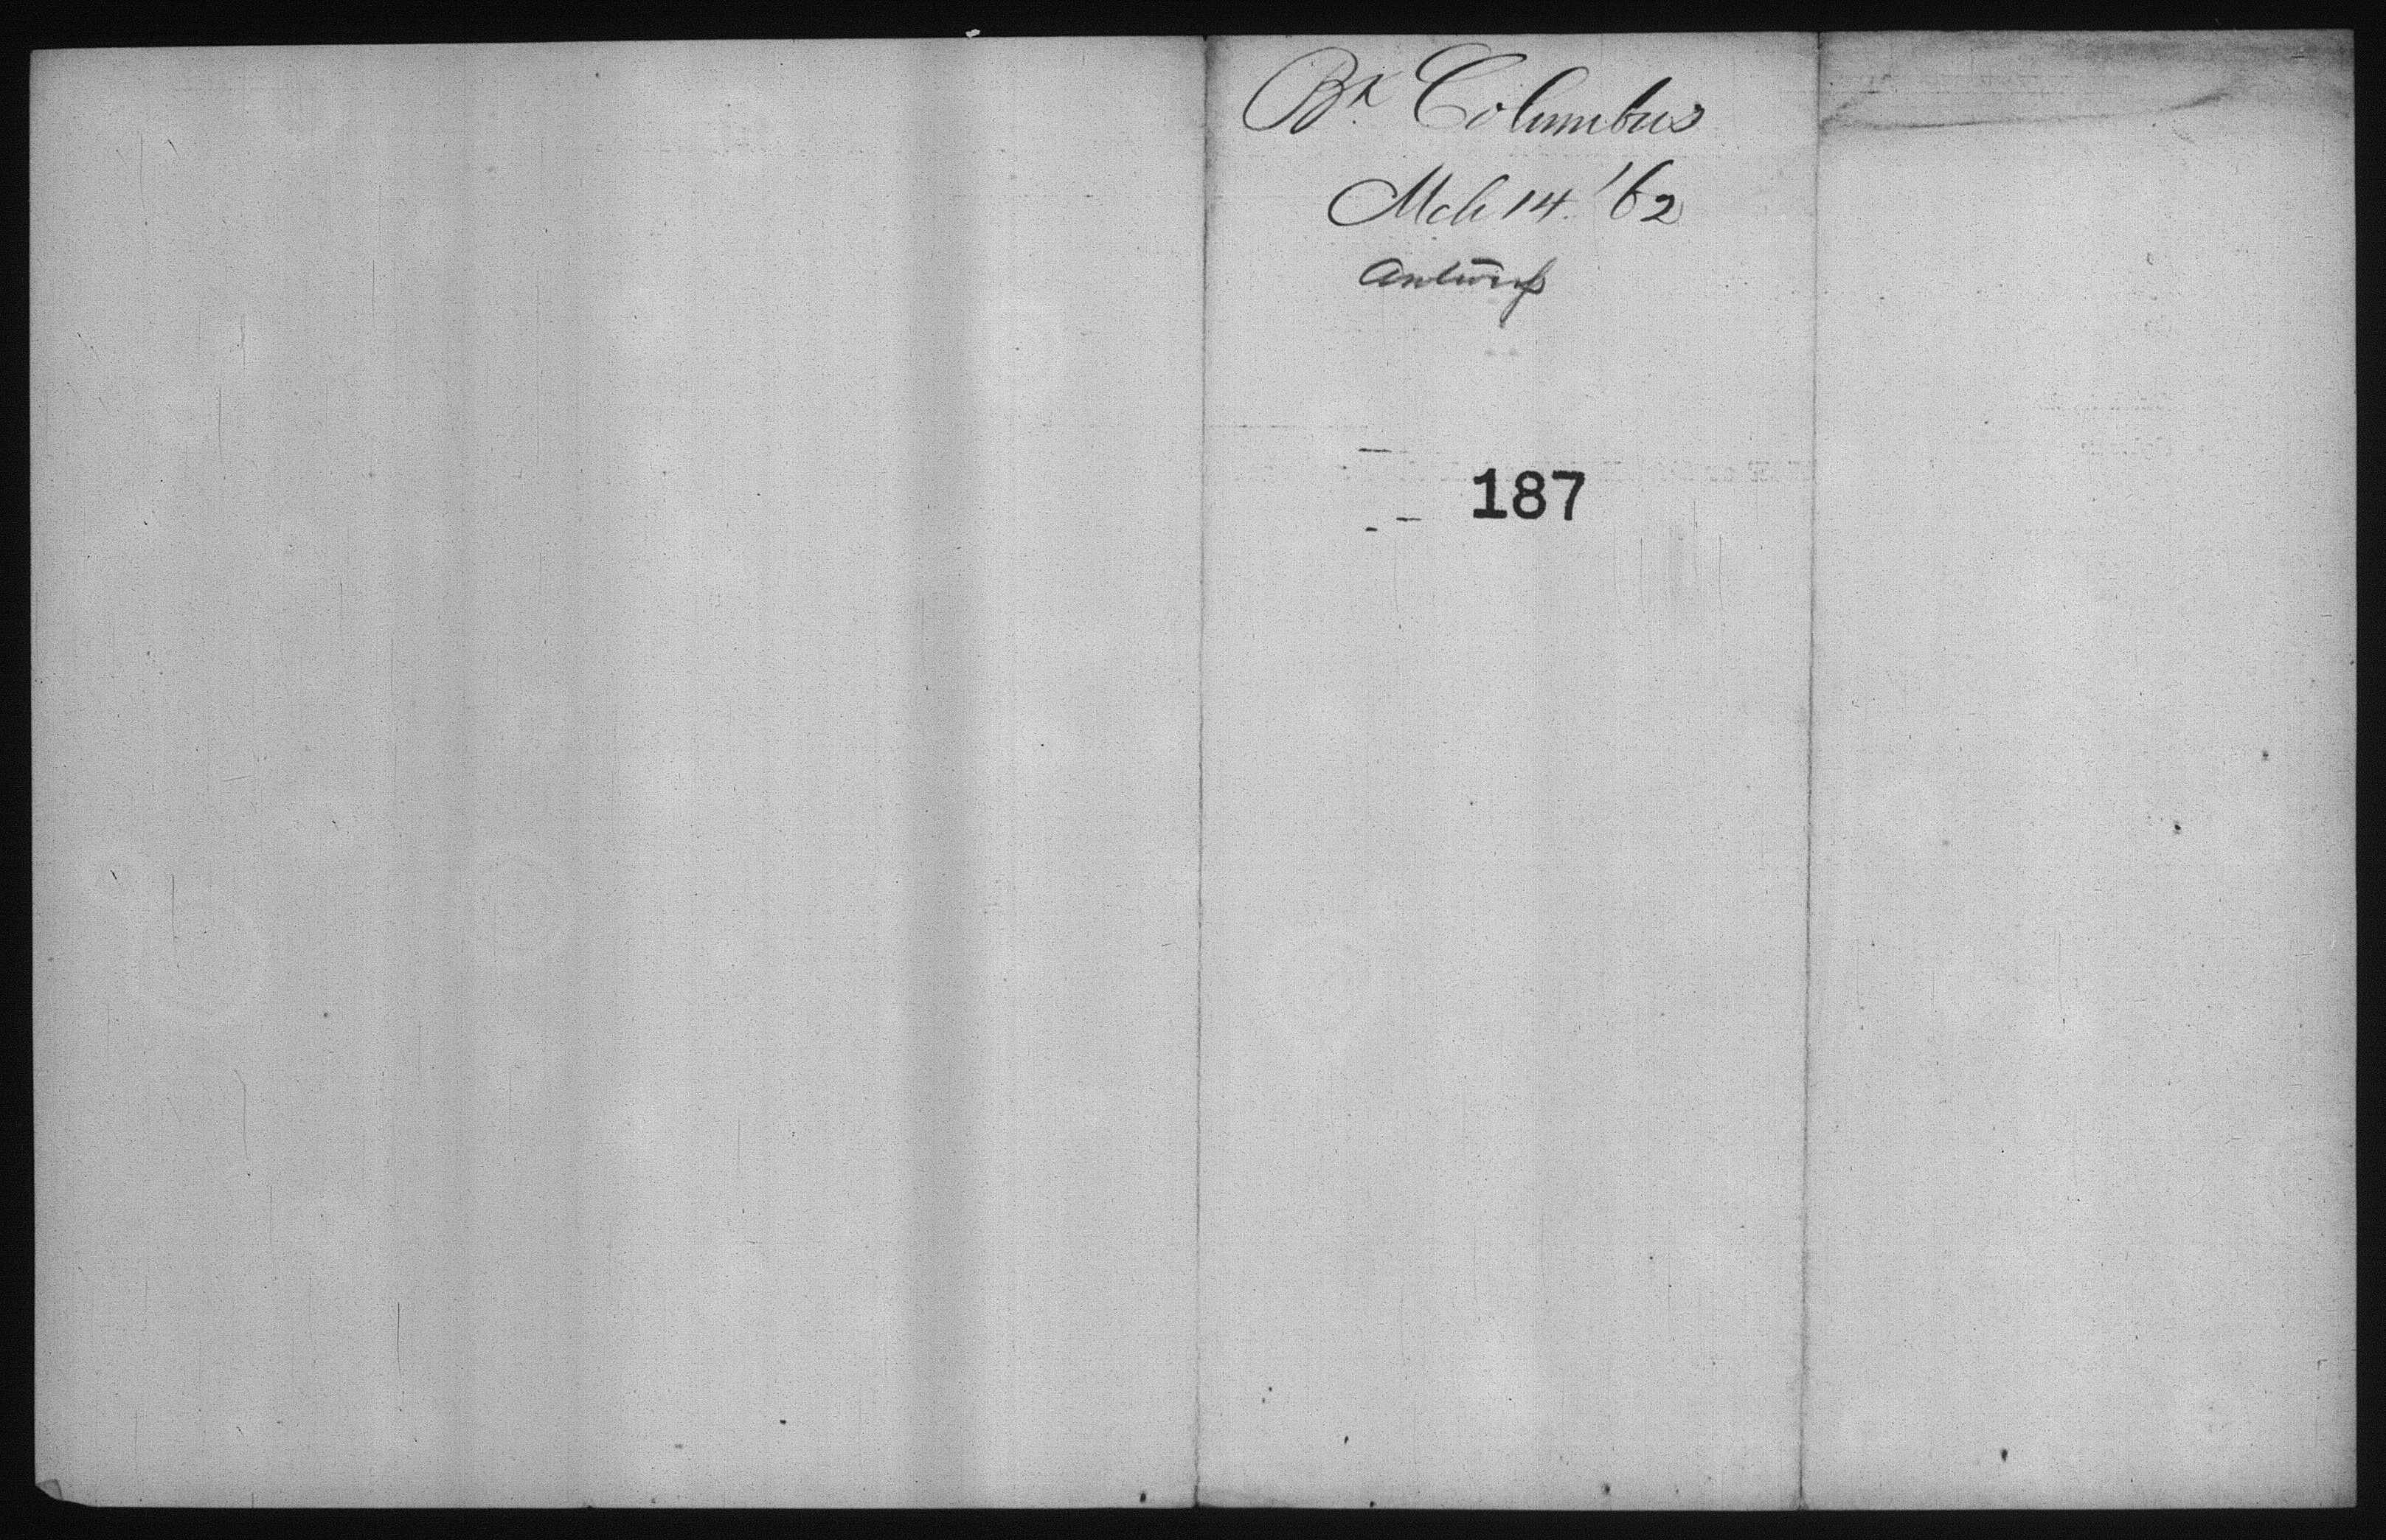 Bk. Columbus
Mch 14. '62
Antwerp
187